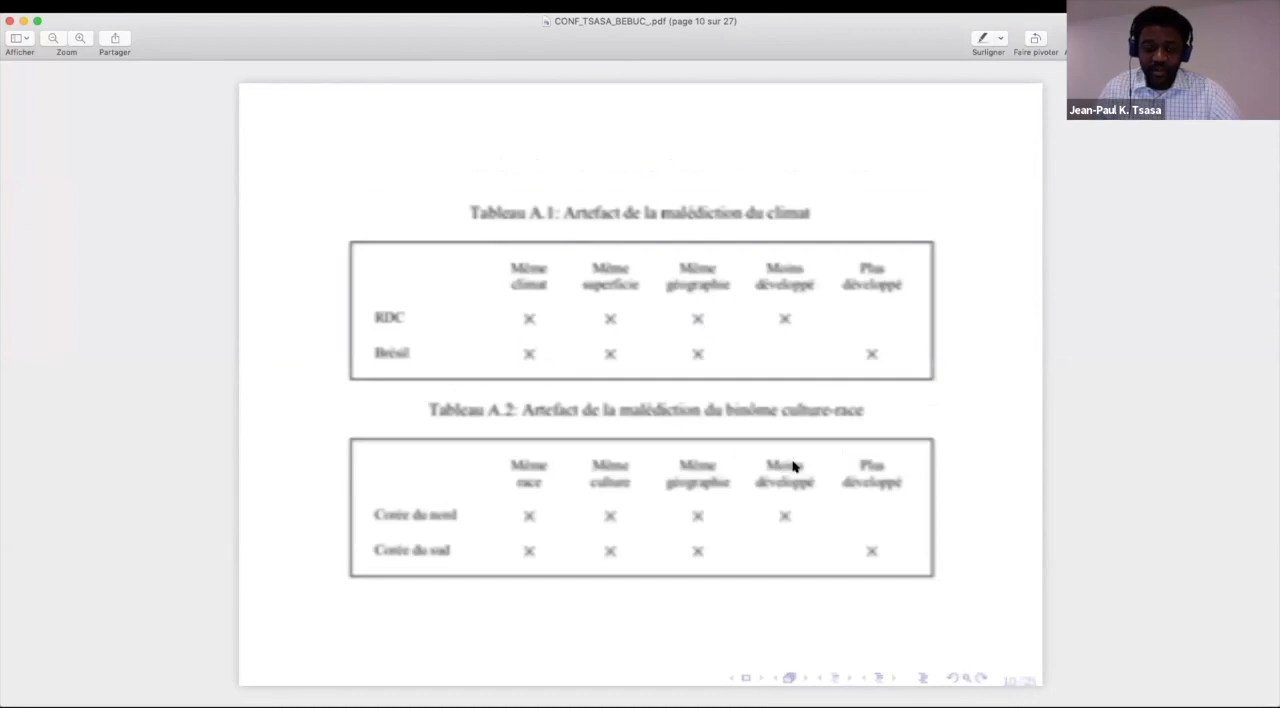 CONF_TSASA_BEBUC_.pdf (page 10 sur 27)
Afficher
Zoom
Partager
Surligner
Faire pivoter
Jean-Paul K. Tsasa
Tableau A.1: Artefact de la malédiction du climat
Même climat
Même superficie
Même géographie
Moins développé
Plus développé
RDC × × × ×
Brésil × × × ×
Tableau A.2: Artefact de la malédiction du binôme culture-race
Même race
Même culture
Même géographie
Moins développé
Plus développé
Corée du nord × × × ×
Corée du sud × × × ×